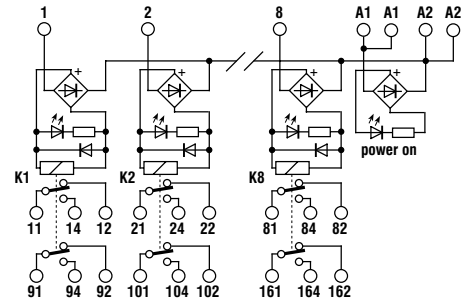 1 2 8 A1 A1 A2 A2
+ + + +
power on
K1 K2 K8
11 14 12 21 24 22 81 84 82
91 94 92 101 104 102 161 164 162